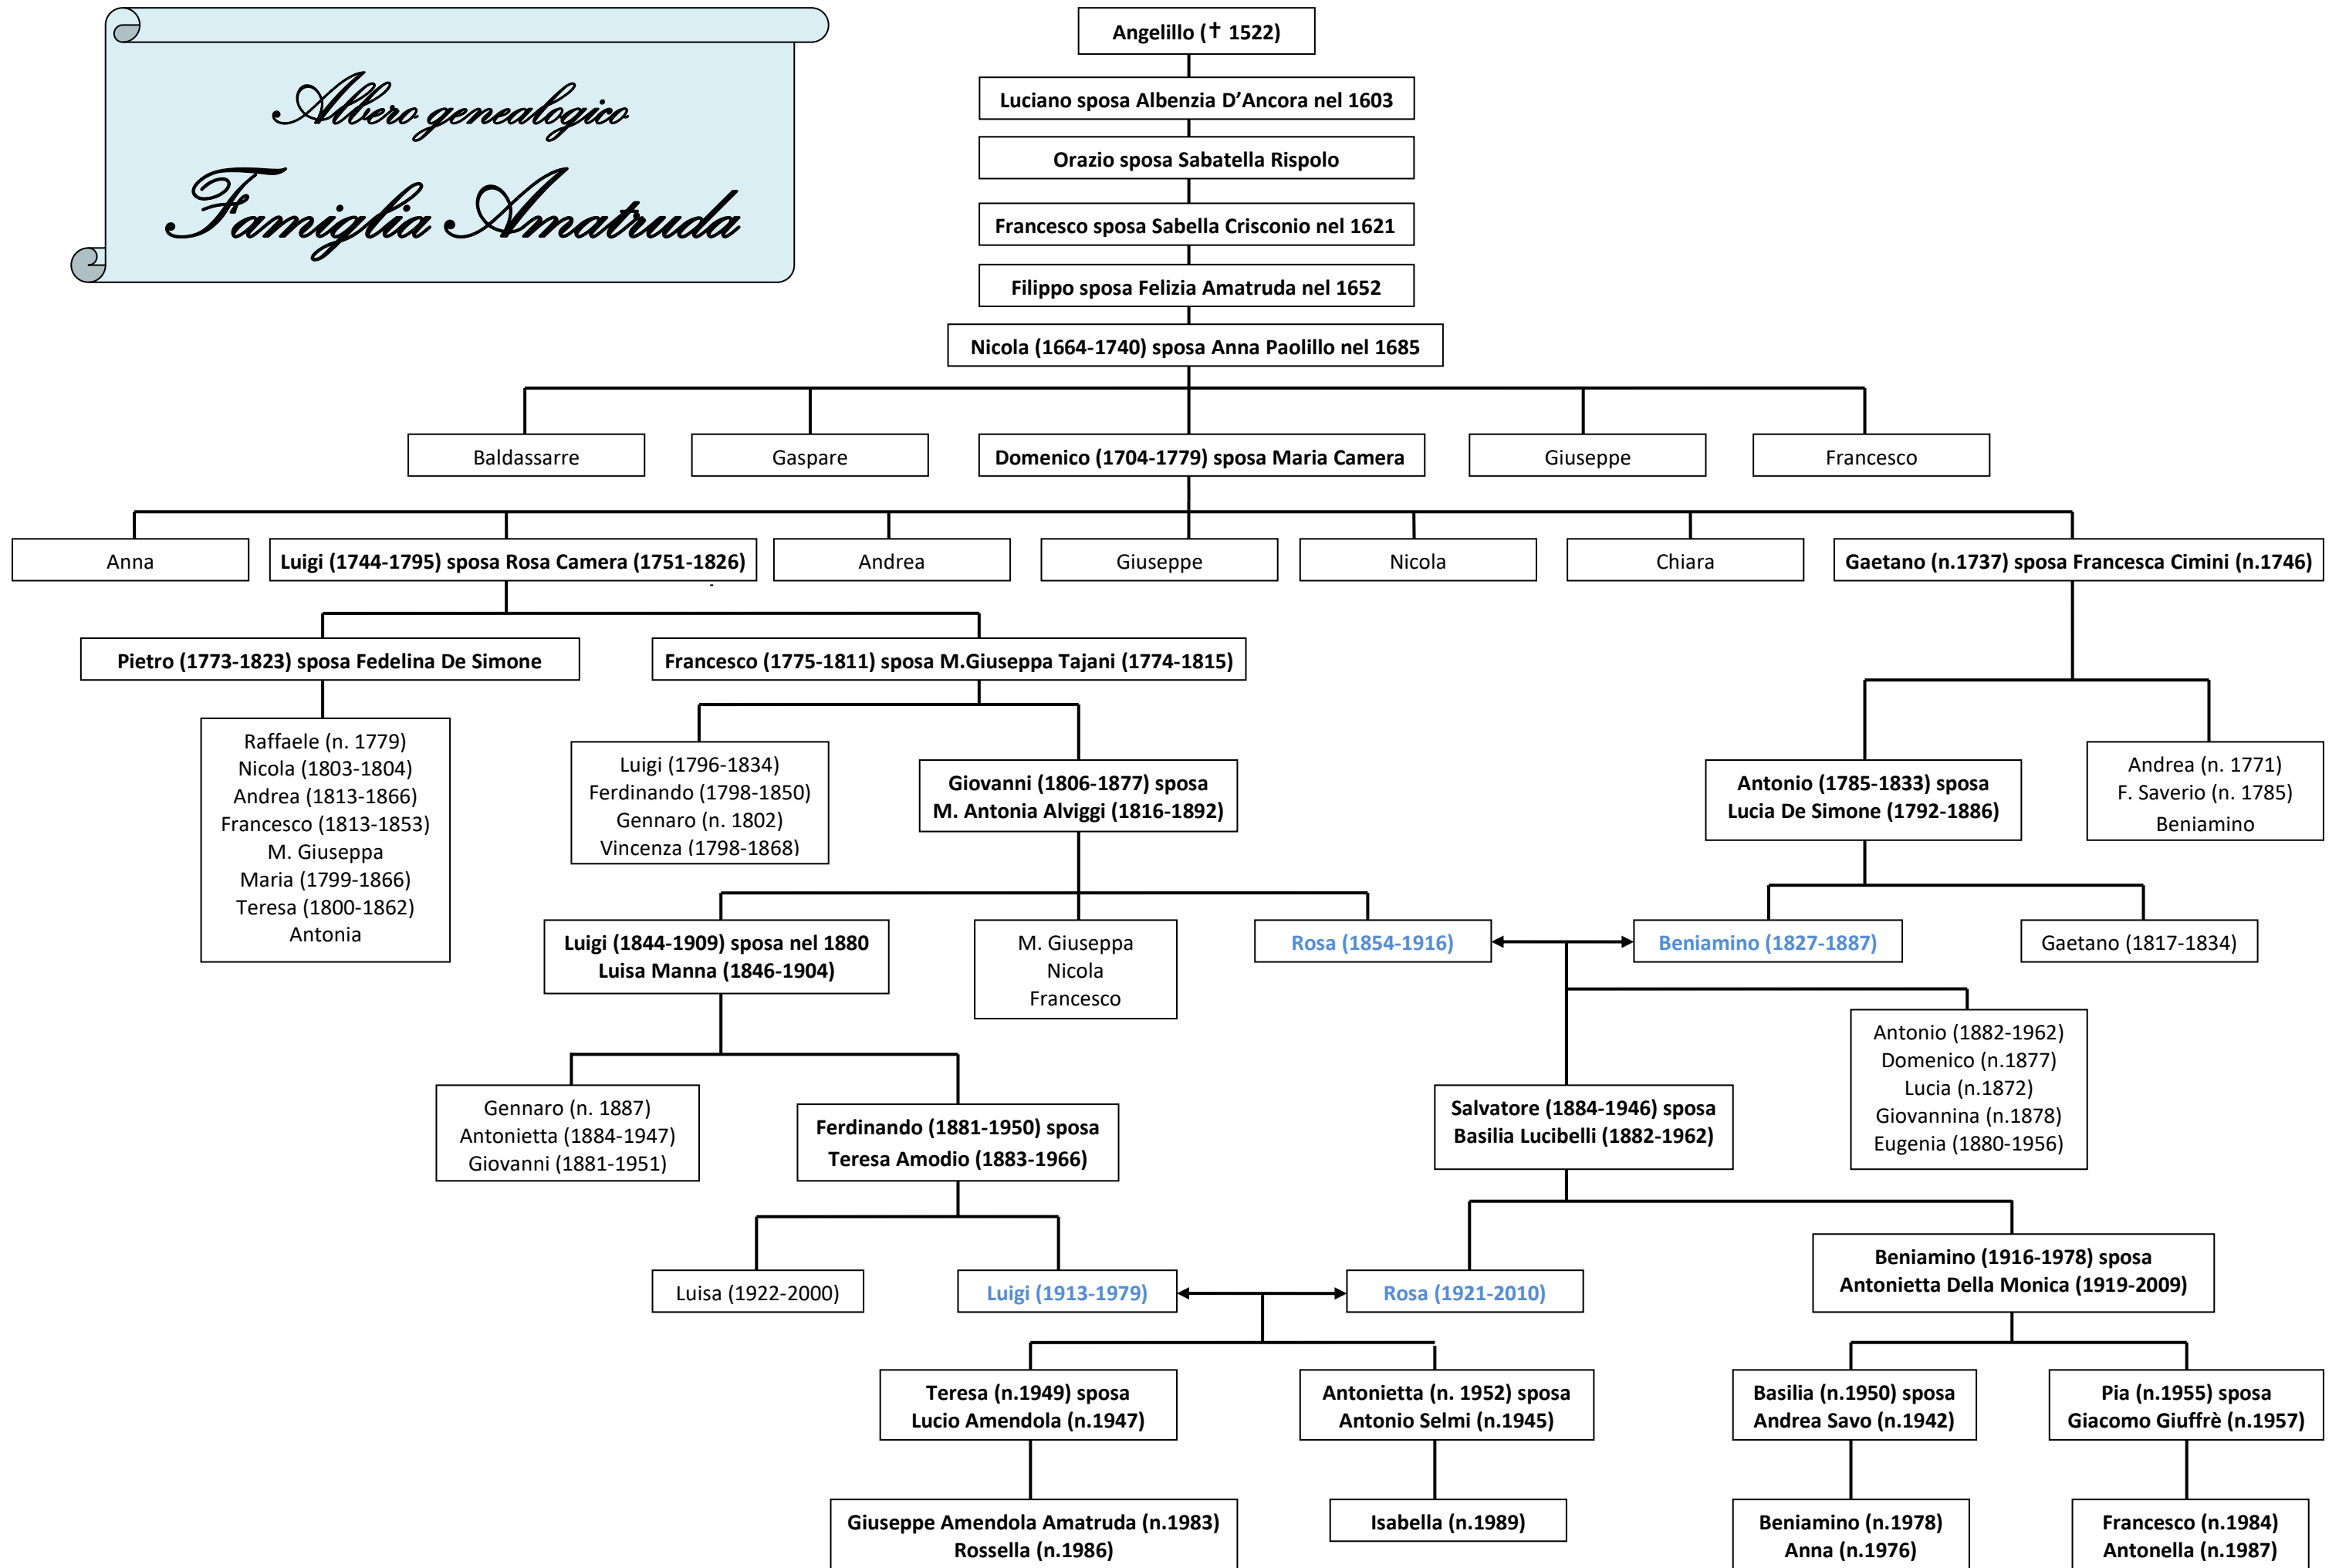 Albero genealogico
Famiglia Amatruda
Angelillo († 1522)
Luciano sposa Albenzia D’Ancora nel 1603
Orazio sposa Sabatella Rispolo
Francesco sposa Sabella Crisconio nel 1621
Filippo sposa Felizia Amatruda nel 1652
Nicola (1664-1740) sposa Anna Paolillo nel 1685
Baldassarre
Gaspare
Domenico (1704-1779) sposa Maria Camera
Giuseppe
Francesco
Anna
Luigi (1744-1795) sposa Rosa Camera (1751-1826)
Andrea
Giuseppe
Nicola
Chiara
Gaetano (n.1737) sposa Francesca Cimini (n.1746)
Pietro (1773-1823) sposa Fedelina De Simone
Francesco (1775-1811) sposa M.Giuseppa Tajani (1774-1815)
Raffaele (n. 1779)
Nicola (1803-1804)
Andrea (1813-1866)
Francesco (1813-1853)
M. Giuseppa
Maria (1799-1866)
Teresa (1800-1862)
Antonia
Luigi (1796-1834)
Ferdinando (1798-1850)
Gennaro (n. 1802)
Vincenza (1798-1868)
Giovanni (1806-1877) sposa
M. Antonia Alviggi (1816-1892)
Antonio (1785-1833) sposa
Lucia De Simone (1792-1886)
Andrea (n. 1771)
F. Saverio (n. 1785)
Beniamino
Luigi (1844-1909) sposa nel 1880
Luisa Manna (1846-1904)
M. Giuseppa
Nicola
Francesco
Rosa (1854-1916)
Beniamino (1827-1887)
Gaetano (1817-1834)
Antonio (1882-1962)
Domenico (n.1877)
Lucia (n.1872)
Giovannina (n.1878)
Eugenia (1880-1956)
Gennaro (n. 1887)
Antonietta (1884-1947)
Giovanni (1881-1951)
Ferdinando (1881-1950) sposa
Teresa Amodio (1883-1966)
Salvatore (1884-1946) sposa
Basilia Lucibelli (1882-1962)
Luisa (1922-2000)
Luigi (1913-1979)
Rosa (1921-2010)
Beniamino (1916-1978) sposa
Antonietta Della Monica (1919-2009)
Teresa (n.1949) sposa
Lucio Amendola (n.1947)
Antonietta (n. 1952) sposa
Antonio Selmi (n.1945)
Basilia (n.1950) sposa
Andrea Savo (n.1942)
Pia (n.1955) sposa
Giacomo Giuffrè (n.1957)
Giuseppe Amendola Amatruda (n.1983)
Rossella (n.1986)
Isabella (n.1989)
Beniamino (n.1978)
Anna (n.1976)
Francesco (n.1984)
Antonella (n.1987)